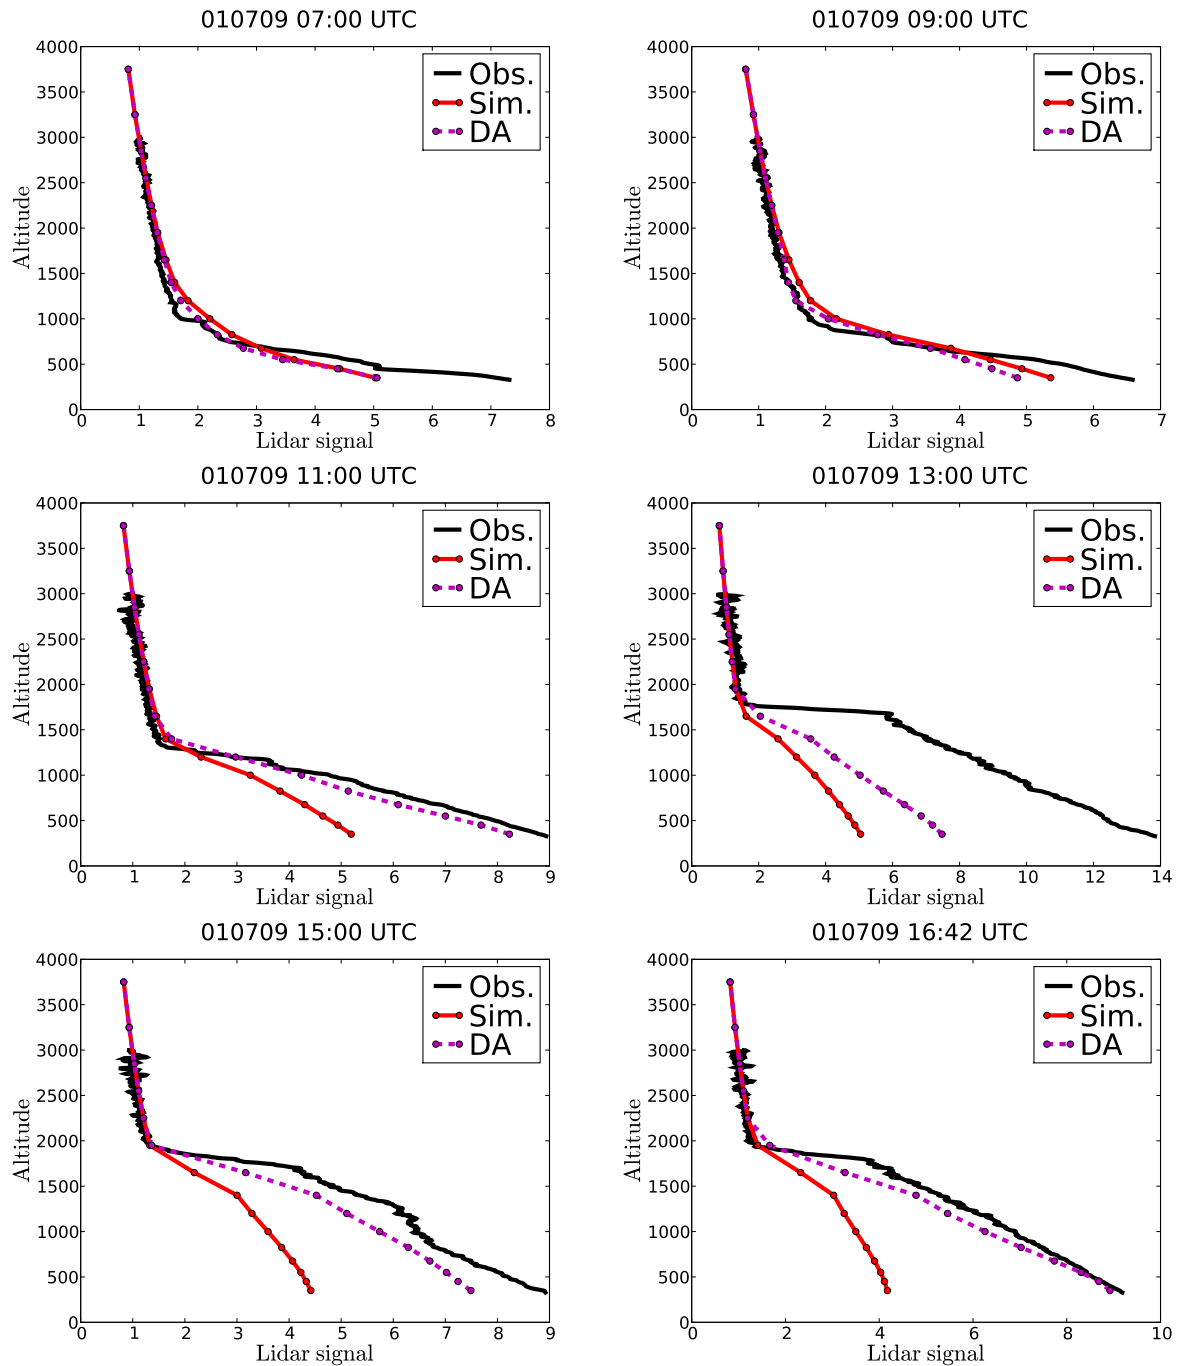 010709 07:00 UTC
4000
3500
3000
2500
2000
1500
1000
500
0
Altitude
Obs.
Sim.
DA
0 1 2 3 4 5 6 7 8
Lidar signal
010709 09:00 UTC
4000
3500
3000
2500
2000
1500
1000
500
0
Altitude
Obs.
Sim.
DA
0 1 2 3 4 5 6 7
Lidar signal
010709 11:00 UTC
4000
3500
3000
2500
2000
1500
1000
500
0
Altitude
Obs.
Sim.
DA
0 1 2 3 4 5 6 7 8 9
Lidar signal
010709 13:00 UTC
4000
3500
3000
2500
2000
1500
1000
500
0
Altitude
Obs.
Sim.
DA
0 2 4 6 8 10 12 14
Lidar signal
010709 15:00 UTC
4000
3500
3000
2500
2000
1500
1000
500
0
Altitude
Obs.
Sim.
DA
0 1 2 3 4 5 6 7 8 9
Lidar signal
010709 16:42 UTC
4000
3500
3000
2500
2000
1500
1000
500
0
Altitude
Obs.
Sim.
DA
0 2 4 6 8 10
Lidar signal